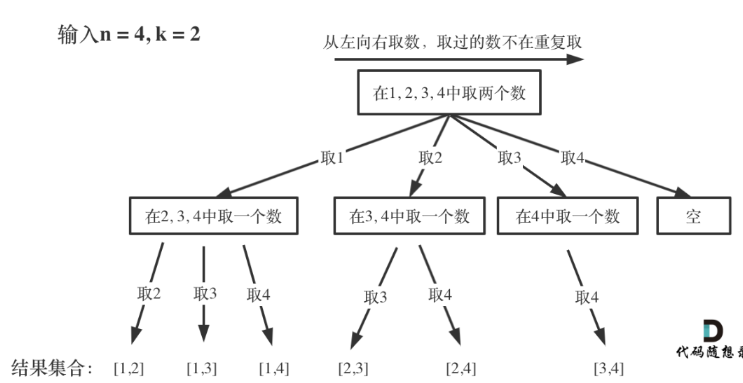 输入n = 4, k = 2
从左向右取数，取过的数不在重复取
在1, 2, 3, 4中取两个数
取1
取2
取3
取4
在2, 3, 4中取一个数
在3, 4中取一个数
在4中取一个数
空
取2
取3
取4
取3
取4
取4
结果集合：
[1,2]
[1,3]
[1,4]
[2,3]
[2,4]
[3,4]
代码随想